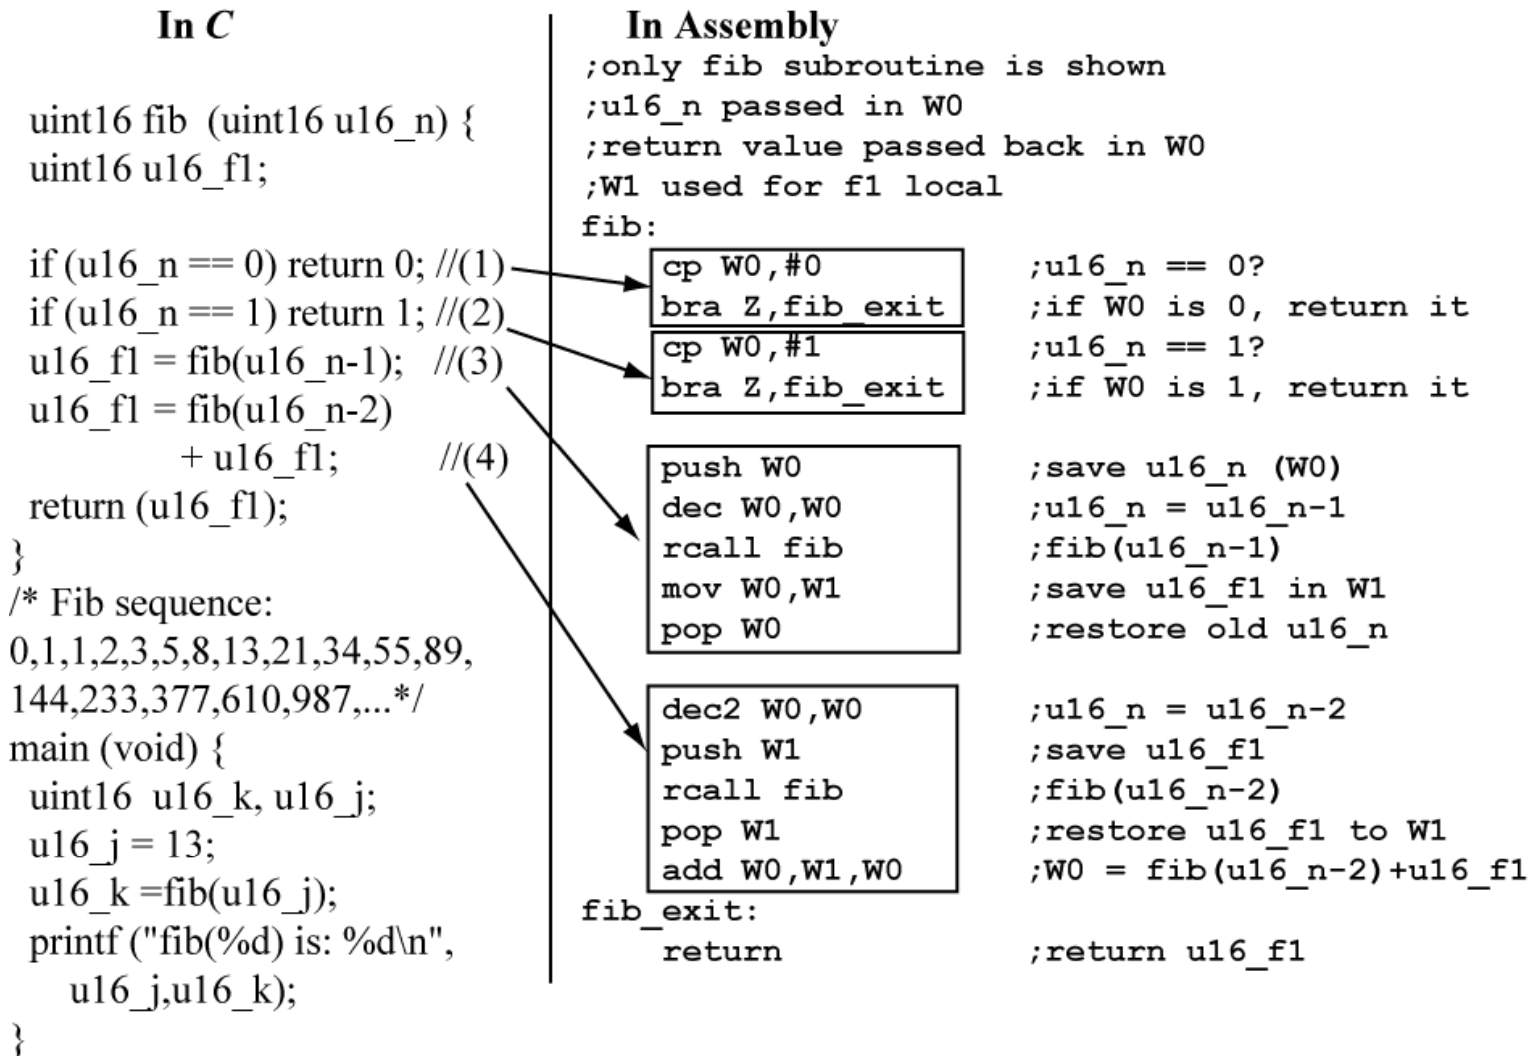 In C
uint16 fib (uint16 u16_n) {
uint16 u16_f1;
if (u16_n == 0) return 0; //(1)
if (u16_n == 1) return 1; //(2)
u16_f1 = fib(u16_n-1); //(3)
u16_f1 = fib(u16_n-2)
+ u16_f1; //(4)
return (u16_f1);
}
/* Fib sequence:
0,1,1,2,3,5,8,13,21,34,55,89,
144,233,377,610,987,...*/
main (void) {
uint16 u16_k, u16_j;
u16_j = 13;
u16_k =fib(u16_j);
printf ("fib(%d) is: %d\n",
u16_j,u16_k);
}
In Assembly
;only fib subroutine is shown
;u16_n passed in W0
;return value passed back in W0
;W1 used for f1 local
fib:
cp W0,#0 ;u16_n == 0?
bra Z,fib_exit ;if W0 is 0, return it
cp W0,#1 ;u16_n == 1?
bra Z,fib_exit ;if W0 is 1, return it
push W0 ;save u16_n (W0)
dec W0,W0 ;u16_n = u16_n-1
rcall fib ;fib(u16_n-1)
mov W0,W1 ;save u16_f1 in W1
pop W0 ;restore old u16_n
dec2 W0,W0 ;u16_n = u16_n-2
push W1 ;save u16_f1
rcall fib ;fib(u16_n-2)
pop W1 ;restore u16_f1 to W1
add W0,W1,W0 ;W0 = fib(u16_n-2)+u16_f1
fib_exit:
return ;return u16_f1